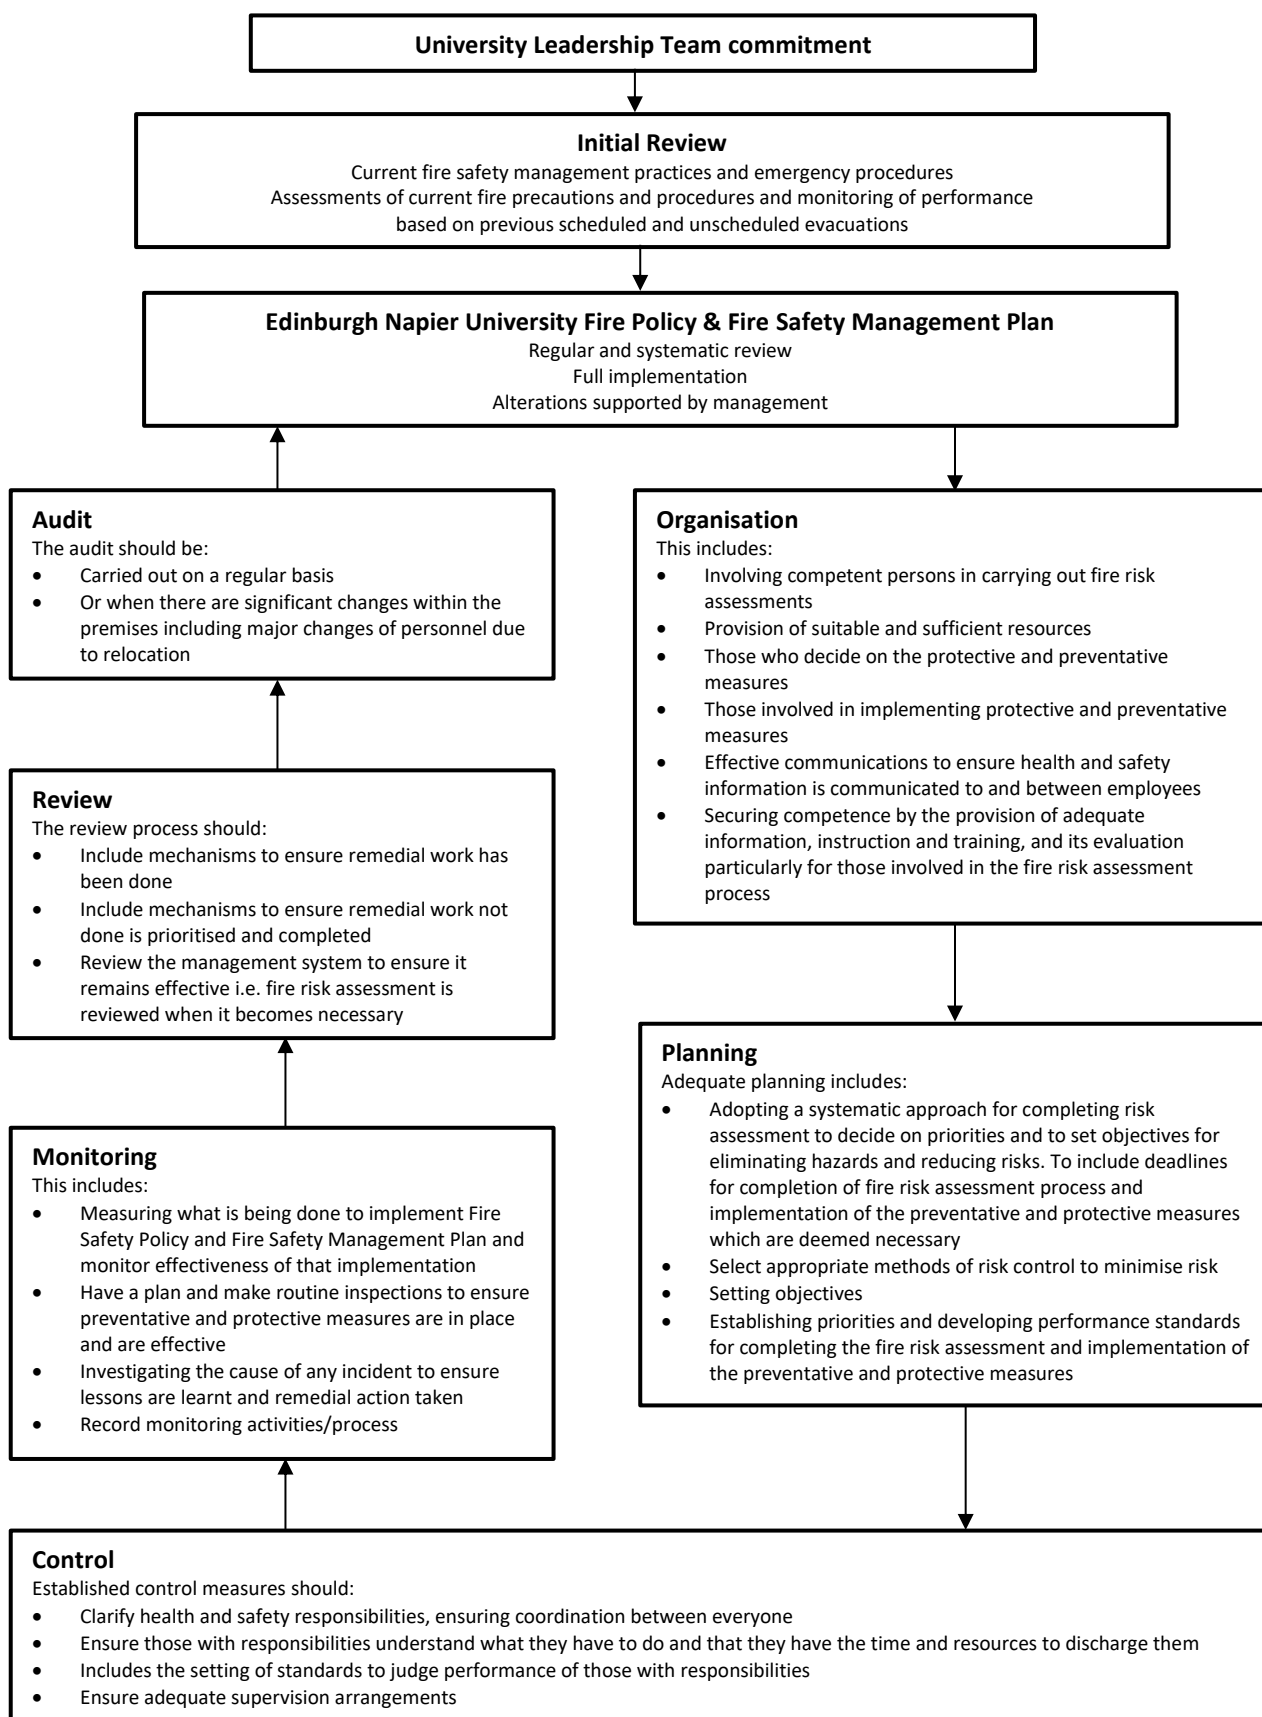 University Leadership Team commitment
Initial Review
Current fire safety management practices and emergency procedures
Assessments of current fire precautions and procedures and monitoring of performance
based on previous scheduled and unscheduled evacuations
Edinburgh Napier University Fire Policy & Fire Safety Management Plan
Regular and systematic review
Full implementation
Alterations supported by management
Audit
The audit should be:
• Carried out on a regular basis
• Or when there are significant changes within the
premises including major changes of personnel due
to relocation
Organisation
This includes:
• Involving competent persons in carrying out fire risk
assessments
• Provision of suitable and sufficient resources
• Those who decide on the protective and preventative
measures
• Those involved in implementing protective and preventative
measures
• Effective communications to ensure health and safety
information is communicated to and between employees
• Securing competence by the provision of adequate
information, instruction and training, and its evaluation
particularly for those involved in the fire risk assessment
process
Review
The review process should:
• Include mechanisms to ensure remedial work has
been done
• Include mechanisms to ensure remedial work not
done is prioritised and completed
• Review the management system to ensure it
remains effective i.e. fire risk assessment is
reviewed when it becomes necessary
Planning
Adequate planning includes:
• Adopting a systematic approach for completing risk
assessment to decide on priorities and to set objectives for
eliminating hazards and reducing risks. To include deadlines
for completion of fire risk assessment process and
implementation of the preventative and protective measures
which are deemed necessary
• Select appropriate methods of risk control to minimise risk
• Setting objectives
• Establishing priorities and developing performance standards
for completing the fire risk assessment and implementation of
the preventative and protective measures
Monitoring
This includes:
• Measuring what is being done to implement Fire
Safety Policy and Fire Safety Management Plan and
monitor effectiveness of that implementation
• Have a plan and make routine inspections to ensure
preventative and protective measures are in place
and are effective
• Investigating the cause of any incident to ensure
lessons are learnt and remedial action taken
• Record monitoring activities/process
Control
Established control measures should:
• Clarify health and safety responsibilities, ensuring coordination between everyone
• Ensure those with responsibilities understand what they have to do and that they have the time and resources to discharge them
• Includes the setting of standards to judge performance of those with responsibilities
• Ensure adequate supervision arrangements